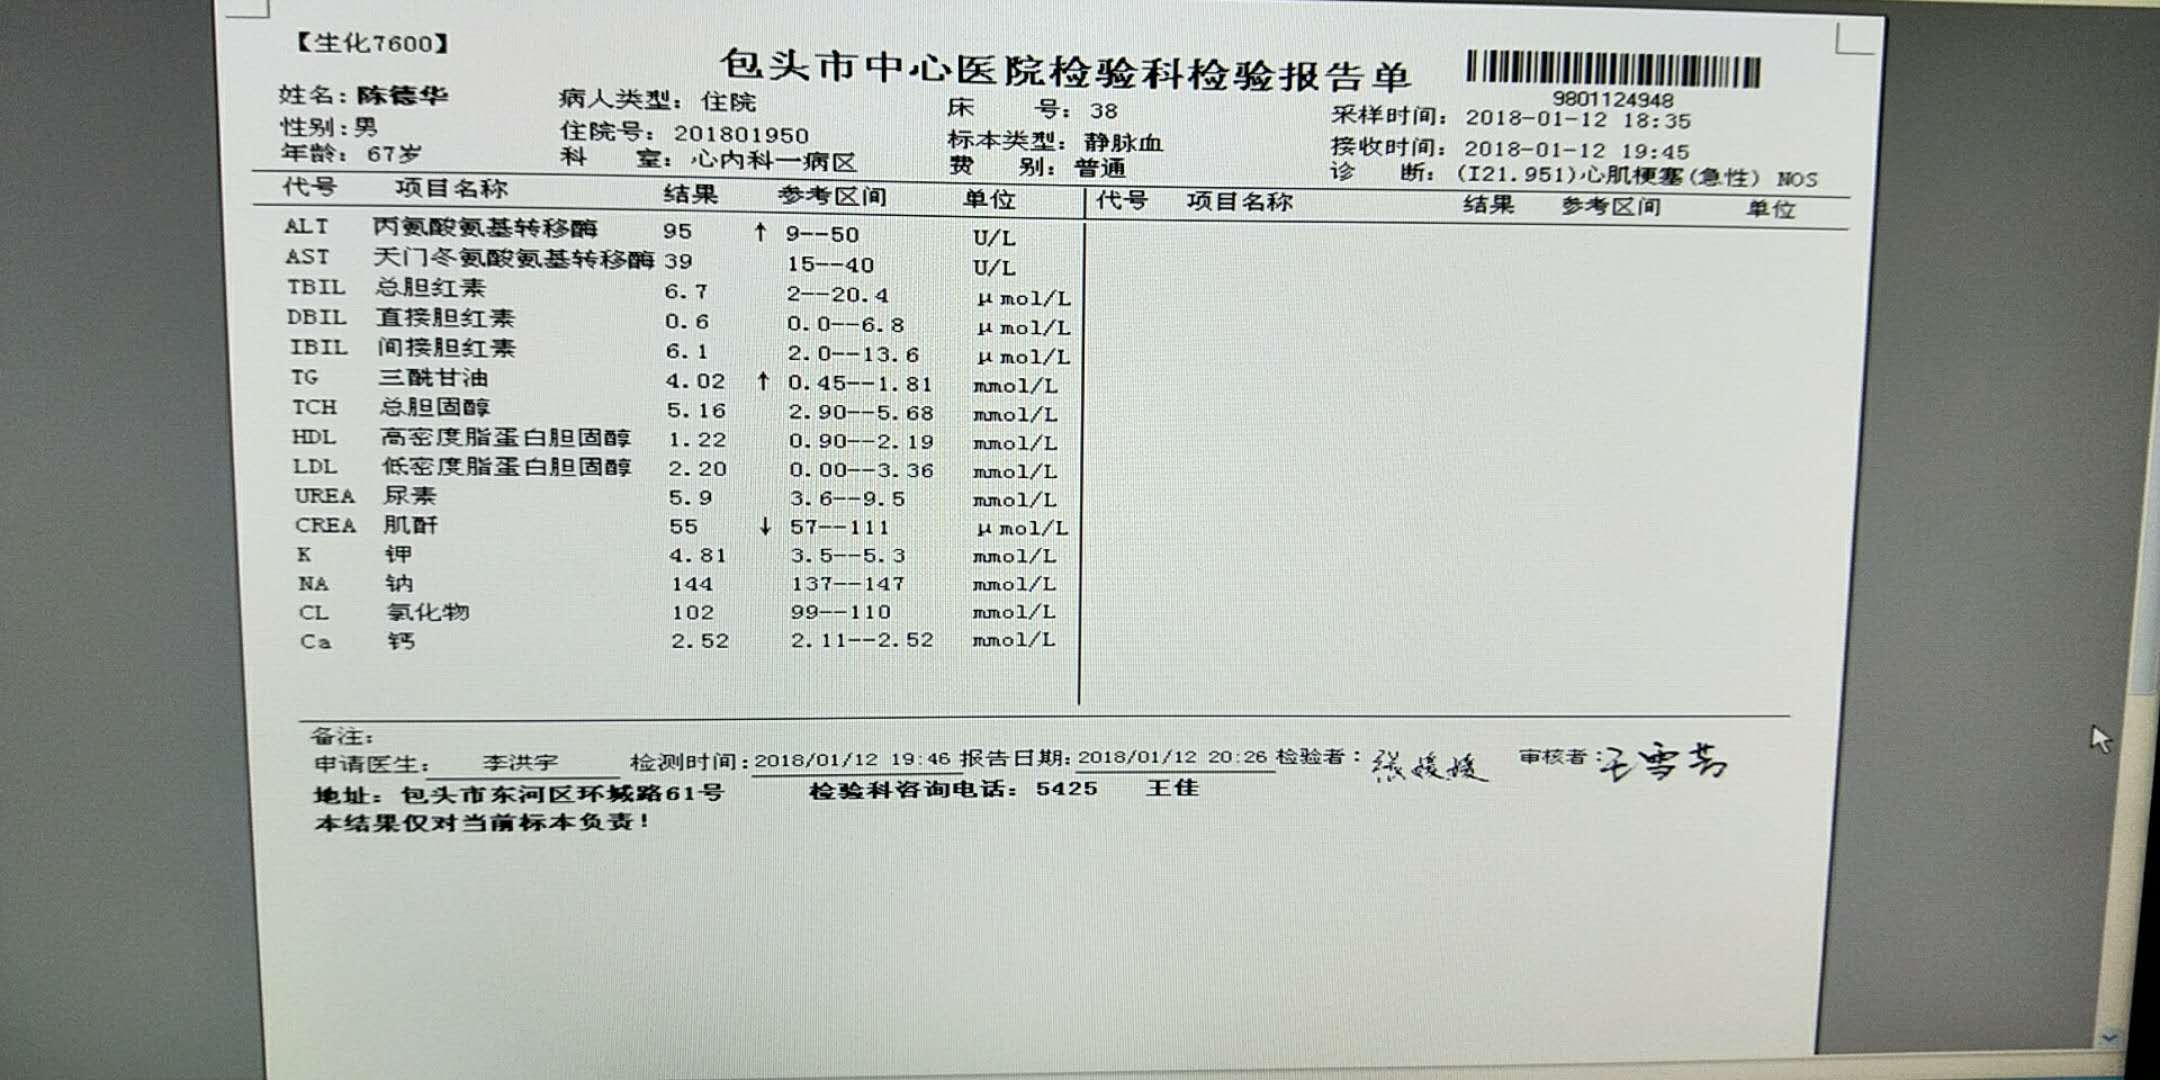 【生化7600】
包头市中心医院检验科检验报告单
9801124948
姓名：陈德华 病人类型：住院 床 号：38 采样时间：2018-01-12 18:35
性别：男 住院号：201801950 标本类型：静脉血 接收时间：2018-01-12 19:45
年龄：67岁 科 室：心内科一病区 费 别：普通 诊 断：(I21.951)心肌梗塞(急性) NOS
代号 项目名称 结果 参考区间 单位 代号 项目名称 结果 参考区间 单位
ALT 丙氨酸氨基转移酶 95 ↑ 9--50 U/L
AST 天门冬氨酸氨基转移酶 39 15--40 U/L
TBIL 总胆红素 6.7 2--20.4 μmol/L
DBIL 直接胆红素 0.6 0.0--6.8 μmol/L
IBIL 间接胆红素 6.1 2.0--13.6 μmol/L
TG 三酰甘油 4.02 ↑ 0.45--1.81 mmol/L
TCH 总胆固醇 5.16 2.90--5.68 mmol/L
HDL 高密度脂蛋白胆固醇 1.22 0.90--2.19 mmol/L
LDL 低密度脂蛋白胆固醇 2.20 0.00--3.36 mmol/L
UREA 尿素 5.9 3.6--9.5 mmol/L
CREA 肌酐 55 ↓ 57--111 μmol/L
K 钾 4.81 3.5--5.3 mmol/L
NA 钠 144 137--147 mmol/L
CL 氯化物 102 99--110 mmol/L
Ca 钙 2.52 2.11--2.52 mmol/L
备注：
申请医生：李洪宇 检测时间：2018/01/12 19:46 报告日期：2018/01/12 20:26 检验者：张媛媛 审核者：王雪芳
地址：包头市东河区环城路61号 检验科咨询电话：5425 王佳
本结果仅对当前标本负责！